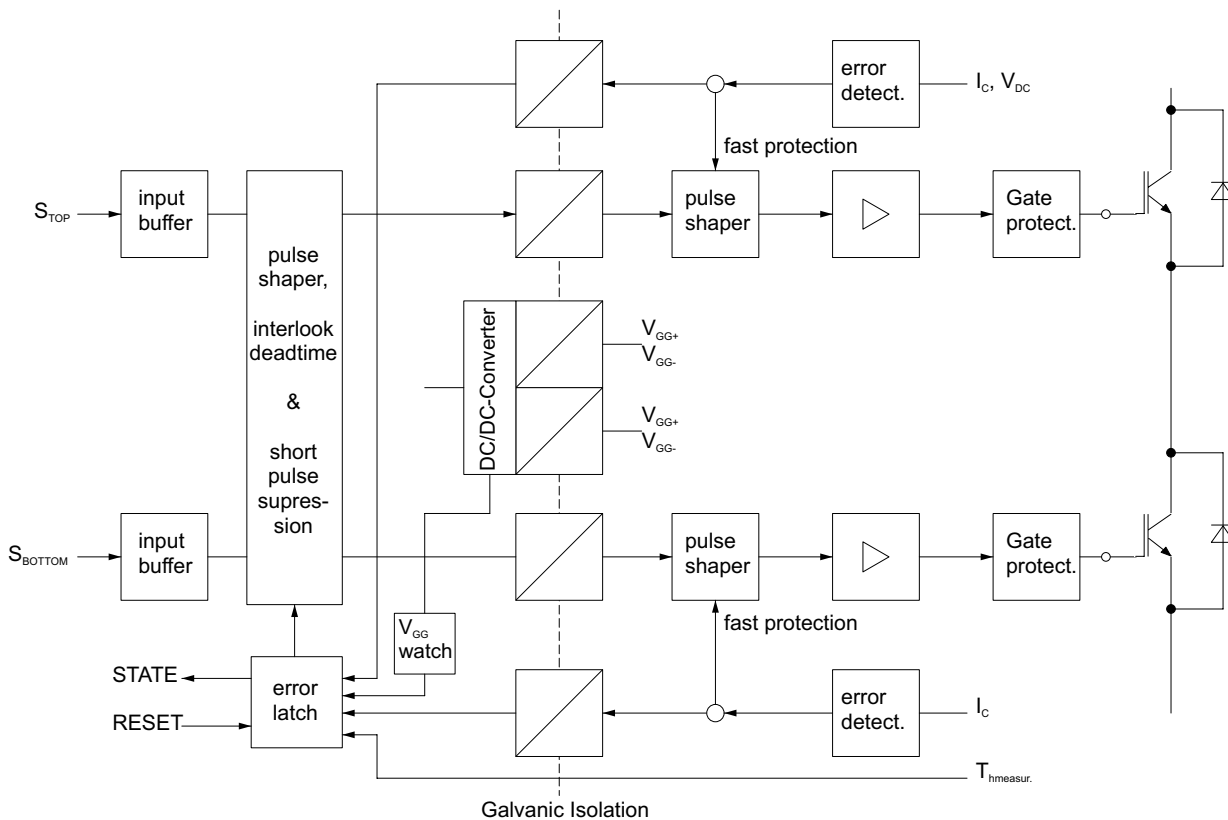 error
detect.
I_C, V_DC
fast protection
S_TOP
input
buffer
pulse
shaper,
interlook
deadtime
&
short
pulse
supres-
sion
pulse
shaper
Gate
protect.
DC/DC-Converter
V_GG+
V_GG-
V_GG+
V_GG-
S_BOTTOM
input
buffer
pulse
shaper
Gate
protect.
fast protection
V_GG
watch
STATE
RESET
error
latch
error
detect.
I_C
T_hmeasur.
Galvanic Isolation